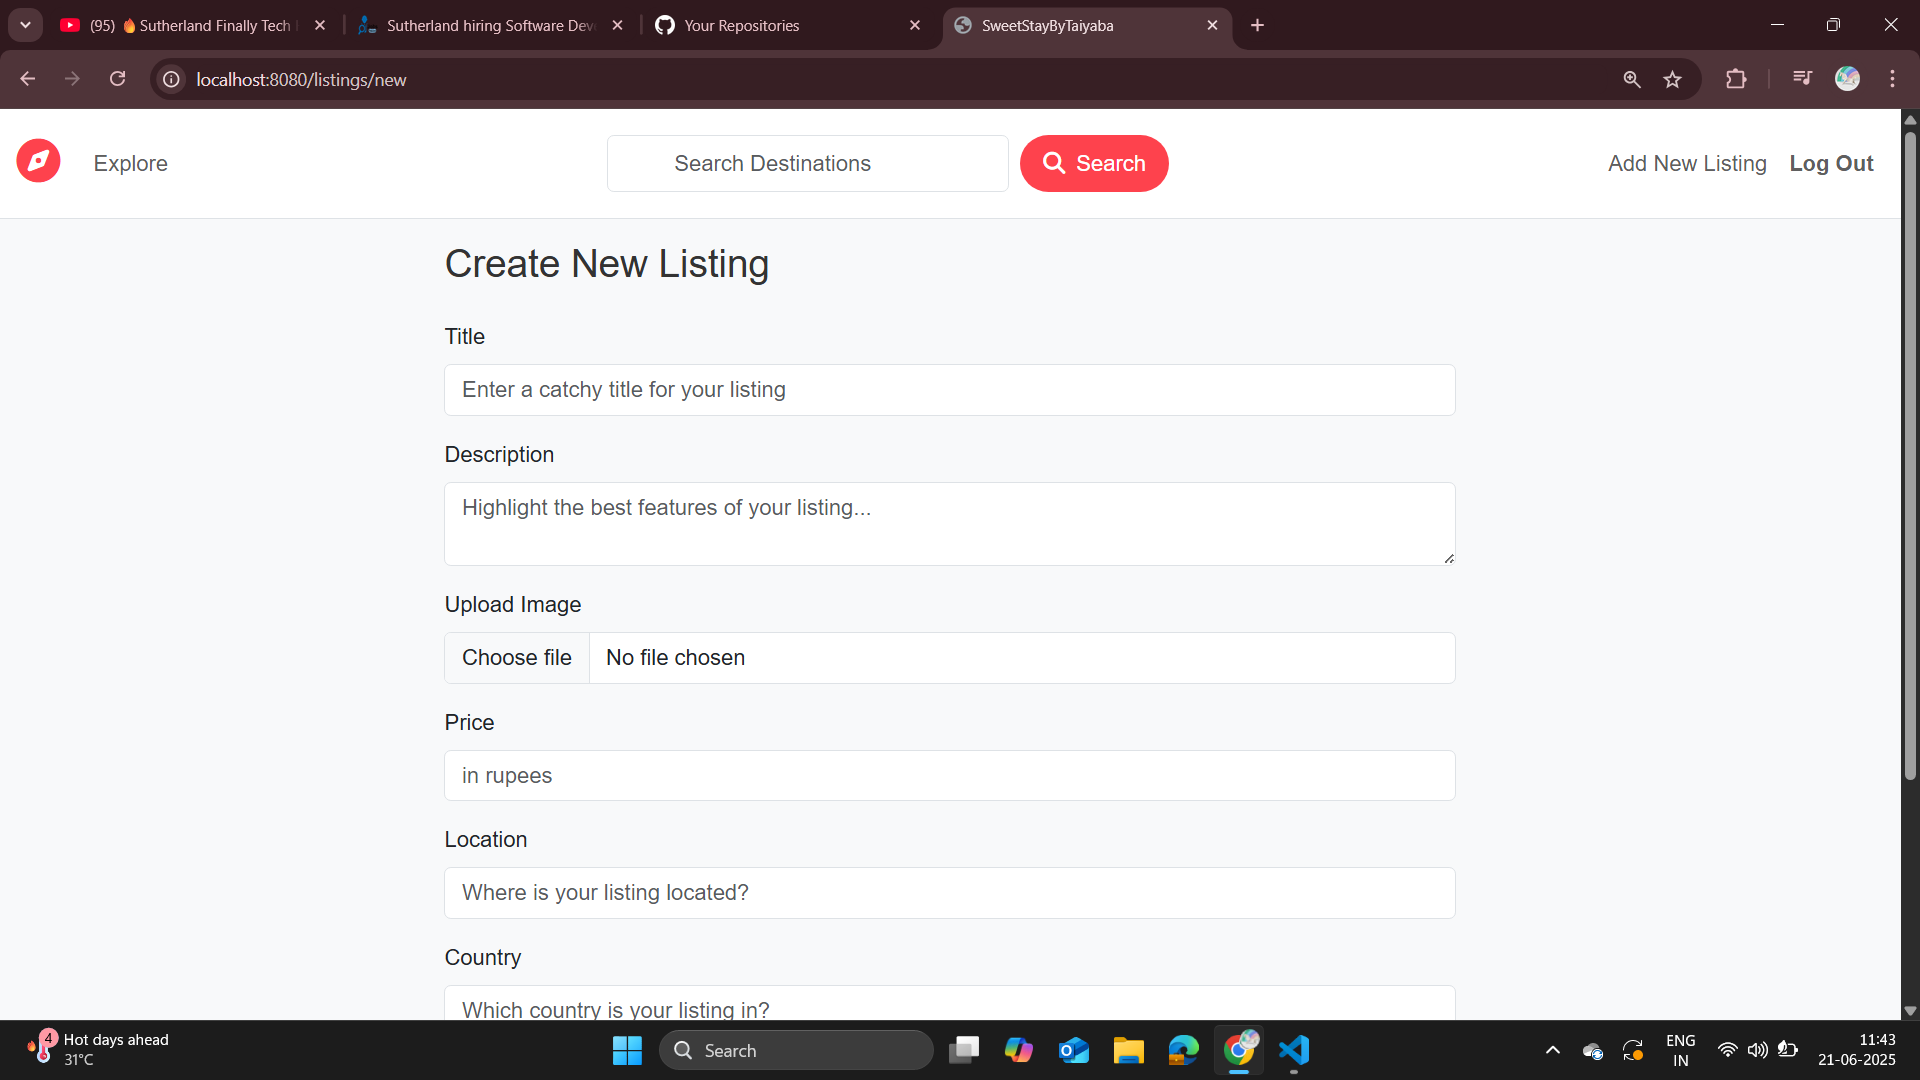 (95) 🔥Sutherland Finally Tech
Sutherland hiring Software Dev
Your Repositories
SweetStayByTaiyaba
localhost:8080/listings/new
Explore
Search Destinations
Search
Add New Listing
Log Out
Create New Listing
Title
Enter a catchy title for your listing
Description
Highlight the best features of your listing...
Upload Image
Choose file
No file chosen
Price
in rupees
Location
Where is your listing located?
Country
Which country is your listing in?
4
Hot days ahead
31°C
Search
ENG
IN
11:43
21-06-2025